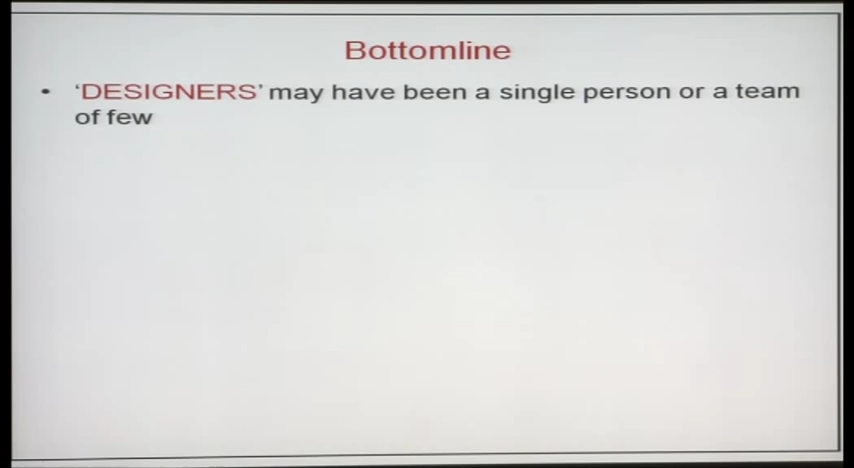 Bottomline
• ‘DESIGNERS’ may have been a single person or a team
of few